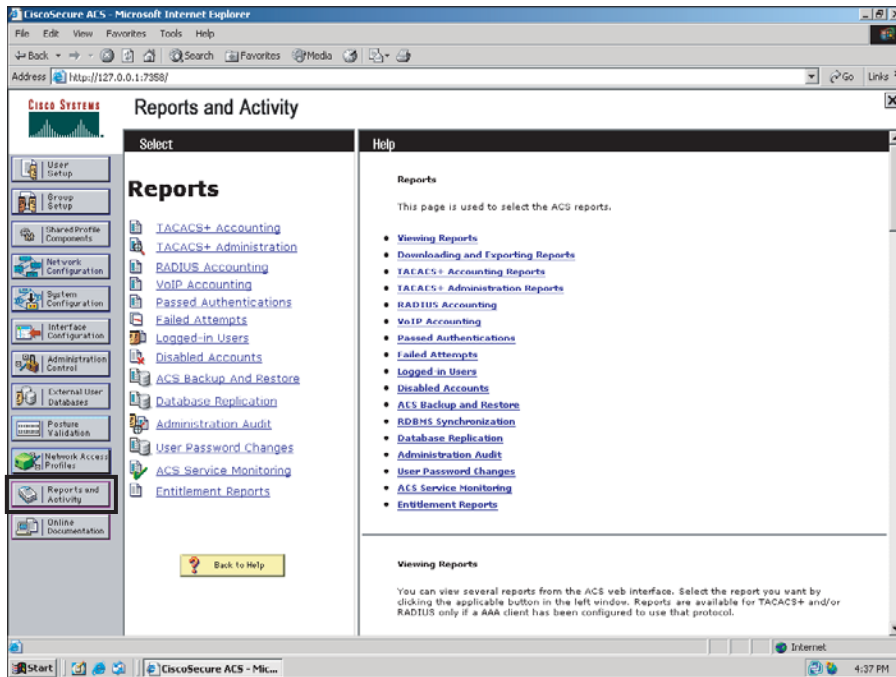 CiscoSecure ACS - Microsoft Internet Explorer
File Edit View Favorites Tools Help
Back Search Favorites Media
Address http://127.0.0.1:7358/ Go Links
CISCO SYSTEMS
Reports and Activity
Select
Help
User Setup
Group Setup
Shared Profile Components
Network Configuration
System Configuration
Interface Configuration
Administration Control
External User Databases
Posture Validation
Network Access Profiles
Reports and Activity
Online Documentation
Reports
TACACS+ Accounting
TACACS+ Administration
RADIUS Accounting
VoIP Accounting
Passed Authentications
Failed Attempts
Logged-in Users
Disabled Accounts
ACS Backup And Restore
Database Replication
Administration Audit
User Password Changes
ACS Service Monitoring
Entitlement Reports
Back to Help
Reports
This page is used to select the ACS reports.
Viewing Reports
Downloading and Exporting Reports
TACACS+ Accounting Reports
TACACS+ Administration Reports
RADIUS Accounting
VoIP Accounting
Passed Authentications
Failed Attempts
Logged-in Users
Disabled Accounts
ACS Backup and Restore
RDBMS Synchronization
Database Replication
Administration Audit
User Password Changes
ACS Service Monitoring
Entitlement Reports
Viewing Reports
You can view several reports from the ACS web interface. Select the report you want by
clicking the applicable button in the left window. Reports are available for TACACS+ and/or
RADIUS only if a AAA client has been configured to use that protocol.
Internet
Start CiscoSecure ACS - Mic... 4:37 PM